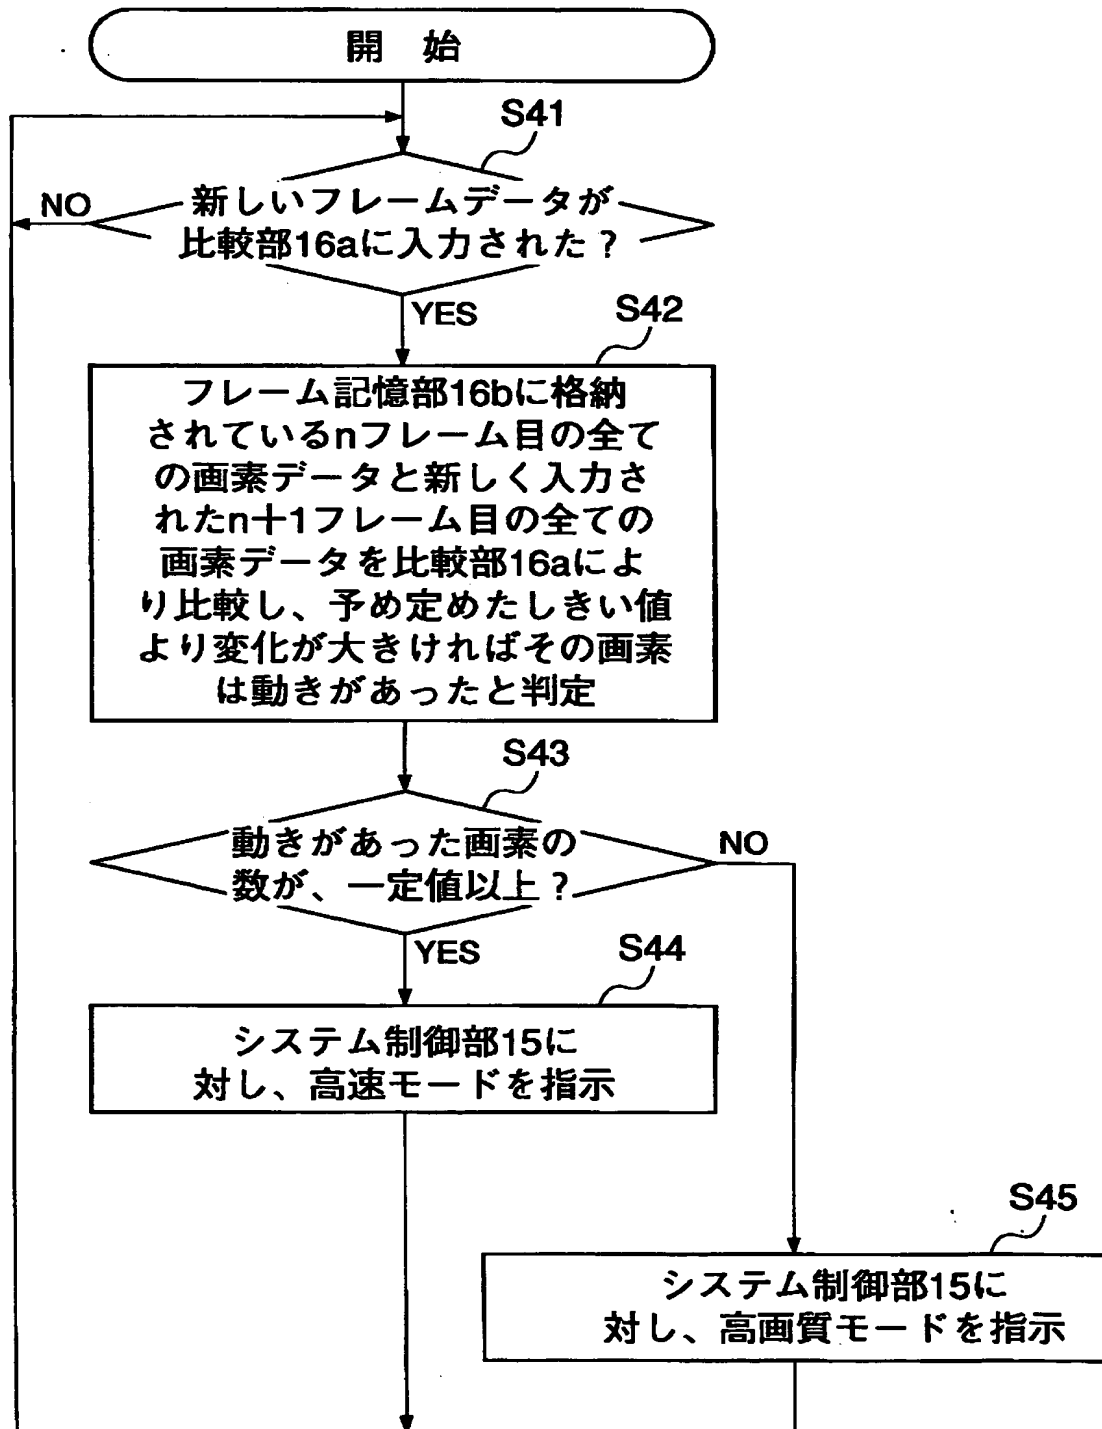 開 始
S41
新しいフレームデータが
比較部16aに入力された？
NO
YES
S42
フレーム記憶部16bに格納
されているnフレーム目の全て
の画素データと新しく入力さ
れたn＋1フレーム目の全ての
画素データを比較部16aによ
り比較し、予め定めたしきい値
より変化が大きければその画素
は動きがあったと判定
S43
動きがあった画素の
数が、一定値以上？
NO
YES
S44
システム制御部15に
対し、高速モードを指示
S45
システム制御部15に
対し、高画質モードを指示